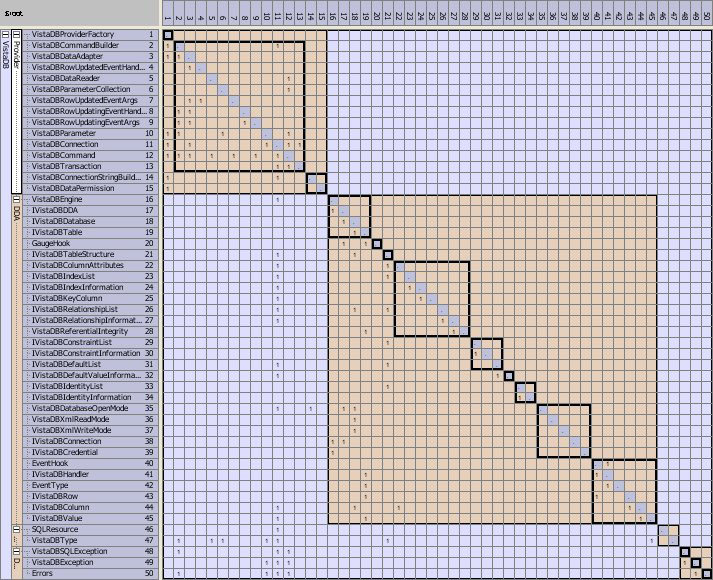 $root
1 2 3 4 5 6 7 8 9 10 11 12 13 14 15 16 17 18 19 20 21 22 23 24 25 26 27 28 29 30 31 32 33 34 35 36 37 38 39 40 41 42 43 44 45 46 47 48 49 50
VistaDB
Provider
VistaDBProviderFactory 1
VistaDBCommandBuilder 2
VistaDBDataAdapter 3
VistaDBRowUpdatedEventHand... 4
VistaDBDataReader 5
VistaDBParameterCollection 6
VistaDBRowUpdatedEventArgs 7
VistaDBRowUpdatingEventHand... 8
VistaDBRowUpdatingEventArgs 9
VistaDBParameter 10
VistaDBConnection 11
VistaDBCommand 12
VistaDBTransaction 13
VistaDBConnectionStringBuild... 14
VistaDBDataPermission 15
DDA
VistaDBEngine 16
IVistaDBDDA 17
IVistaDBDatabase 18
IVistaDBTable 19
GaugeHook 20
IVistaDBTableStructure 21
IVistaDBColumnAttributes 22
IVistaDBIndexList 23
IVistaDBIndexInformation 24
IVistaDBKeyColumn 25
IVistaDBRelationshipList 26
IVistaDBRelationshipInformat... 27
VistaDBReferentialIntegrity 28
IVistaDBConstraintList 29
IVistaDBConstraintInformation 30
IVistaDBDefaultList 31
IVistaDBDefaultValueInforma... 32
IVistaDBIdentityList 33
IVistaDBIdentityInformation 34
VistaDBDatabaseOpenMode 35
VistaDBXmlReadMode 36
VistaDBXmlWriteMode 37
IVistaDBConnection 38
IVistaDBCredential 39
EventHook 40
IVistaDBHandler 41
EventType 42
IVistaDBRow 43
IVistaDBColumn 44
IVistaDBValue 45
SQLResource 46
VistaDBType 47
D...
VistaDBSQLException 48
VistaDBException 49
Errors 50